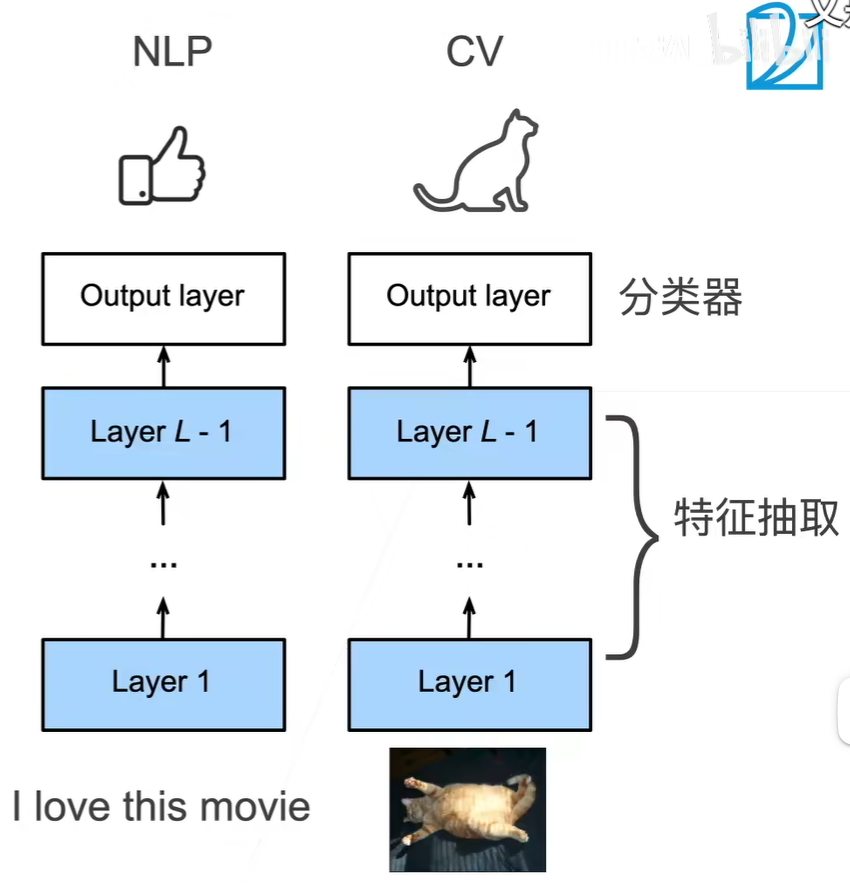 NLP
CV
bilibili
Output layer
Output layer
分类器
Layer L - 1
Layer L - 1
特征抽取
...
...
Layer 1
Layer 1
I love this movie